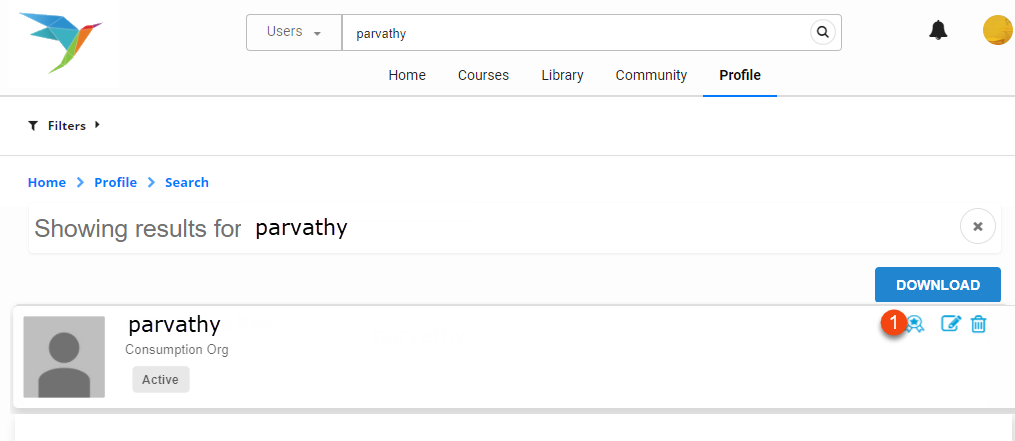 Users
parvathy
Home Courses Library Community Profile
Filters
Home Profile Search
Showing results for parvathy
DOWNLOAD
parvathy
1
Consumption Org
Active